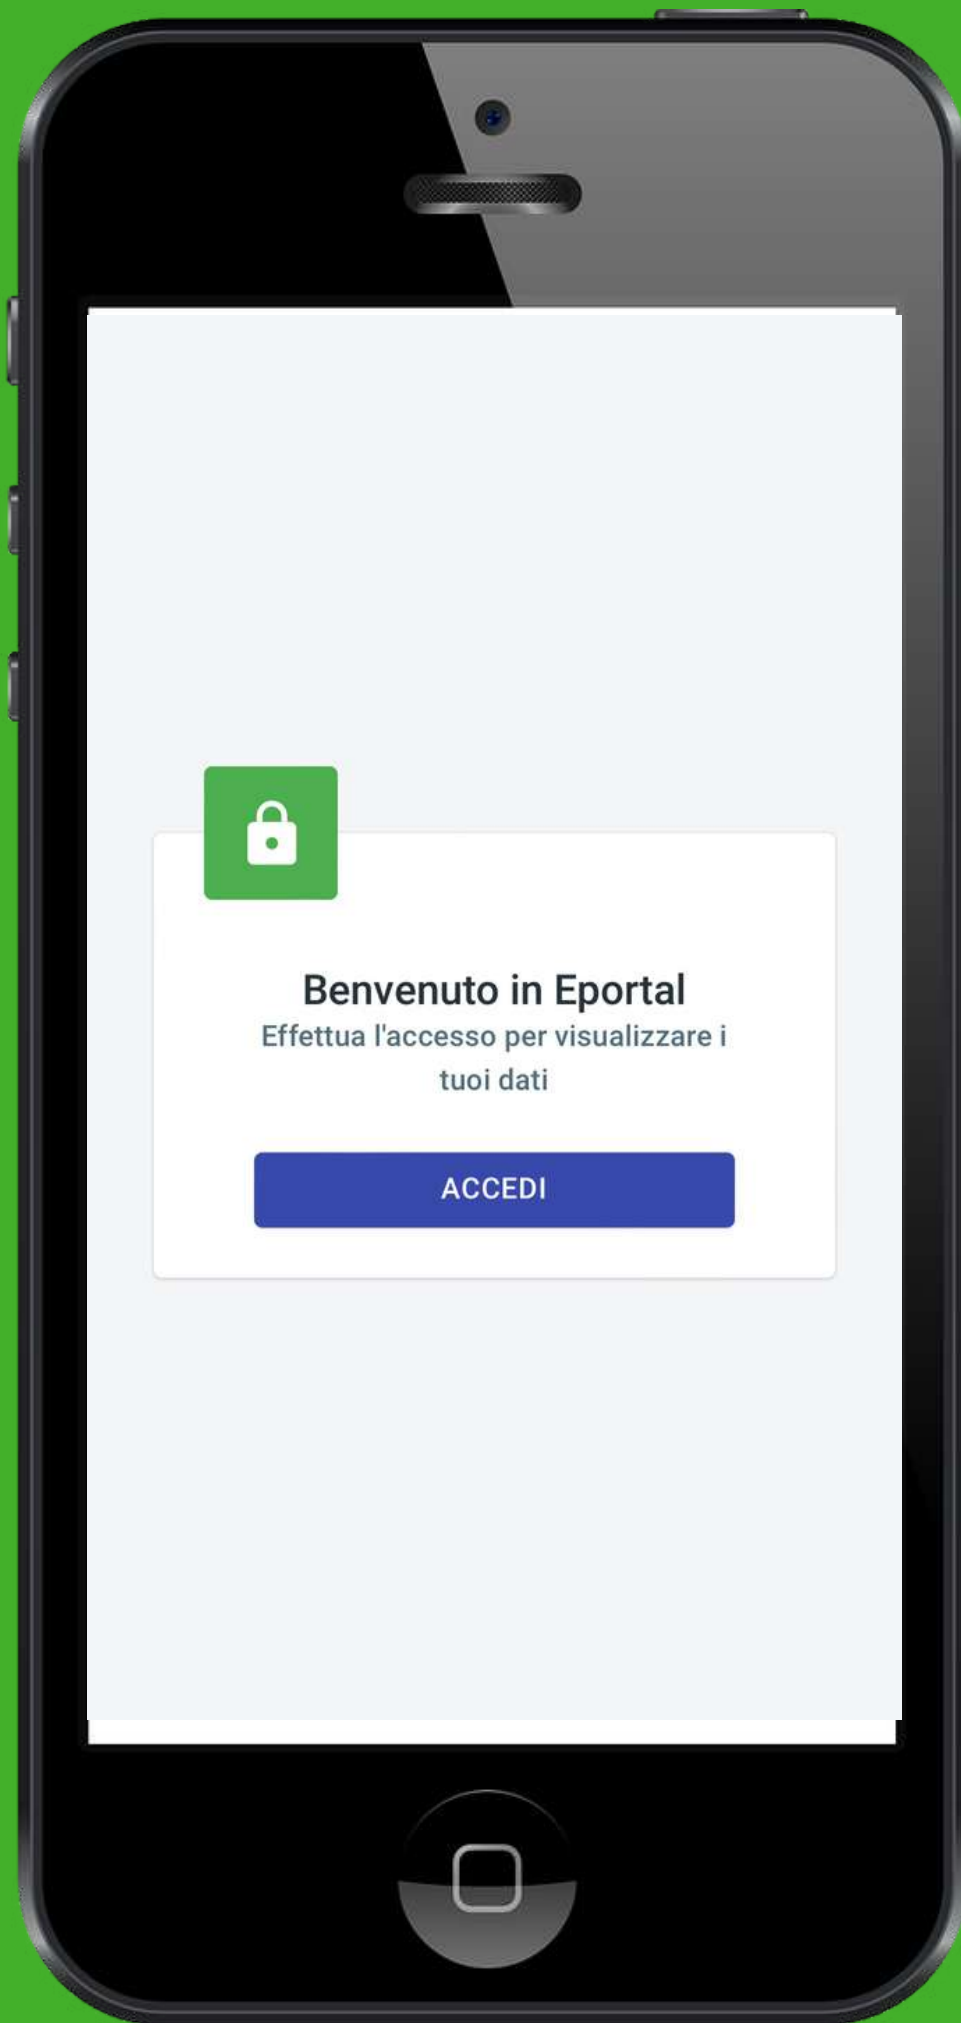 Benvenuto in Eportal
Effettua l'accesso per visualizzare i
tuoi dati
ACCEDI